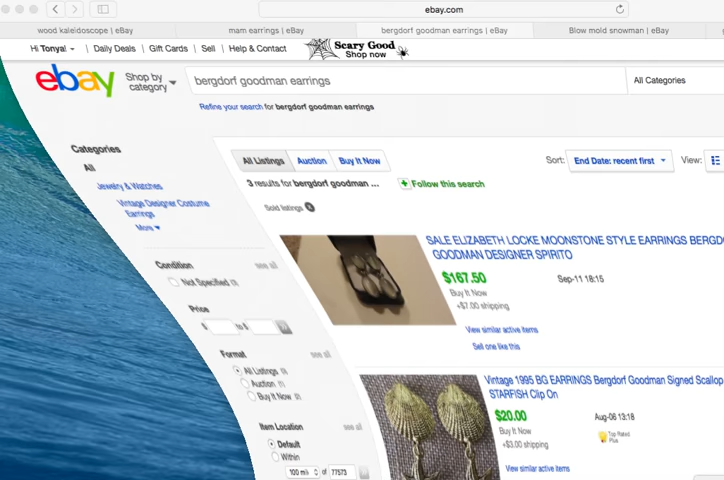 ebay.com
wood kaleidoscope | eBay
mam earrings | eBay
bergdorf goodman earrings | eBay
Blow mold snowman | eBay
Hi Tonya!
Daily Deals
Gift Cards
Sell
Help & Contact
Scary Good
Shop now
ebay
Shop by
category
bergdorf goodman earrings
All Categories
Refine your search for bergdorf goodman earrings
Categories
All
Jewelry & Watches
Vintage Designer Costume
Earrings
More
Condition
see all
Not Specified
Price
$ to $
Format
see all
All Listings
Auction
Buy It Now
Item Location
see all
Default
Within
100 mil of 77573
All Listings
Auction
Buy It Now
Sort: End Date: recent first
View:
3 results for bergdorf goodman ...
Follow this search
Sold listings
SALE ELIZABETH LOCKE MOONSTONE STYLE EARRINGS BERGD
GOODMAN DESIGNER SPIRITO
$167.50
Sep-11 18:15
Buy It Now
+$7.00 shipping
View similar active items
Sell one like this
Vintage 1995 BG EARRINGS Bergdorf Goodman Signed Scallop
STARFISH Clip On
$20.00
Aug-06 13:18
Buy It Now
+$3.00 shipping
Top Rated
Plus
View similar active items